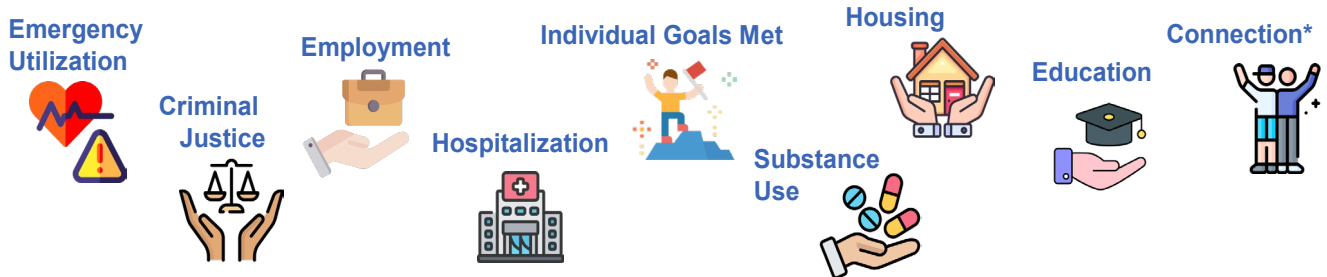 Emergency
Utilization
Criminal
Justice
Employment
Hospitalization
Individual Goals Met
Substance
Use
Housing
Education
Connection*